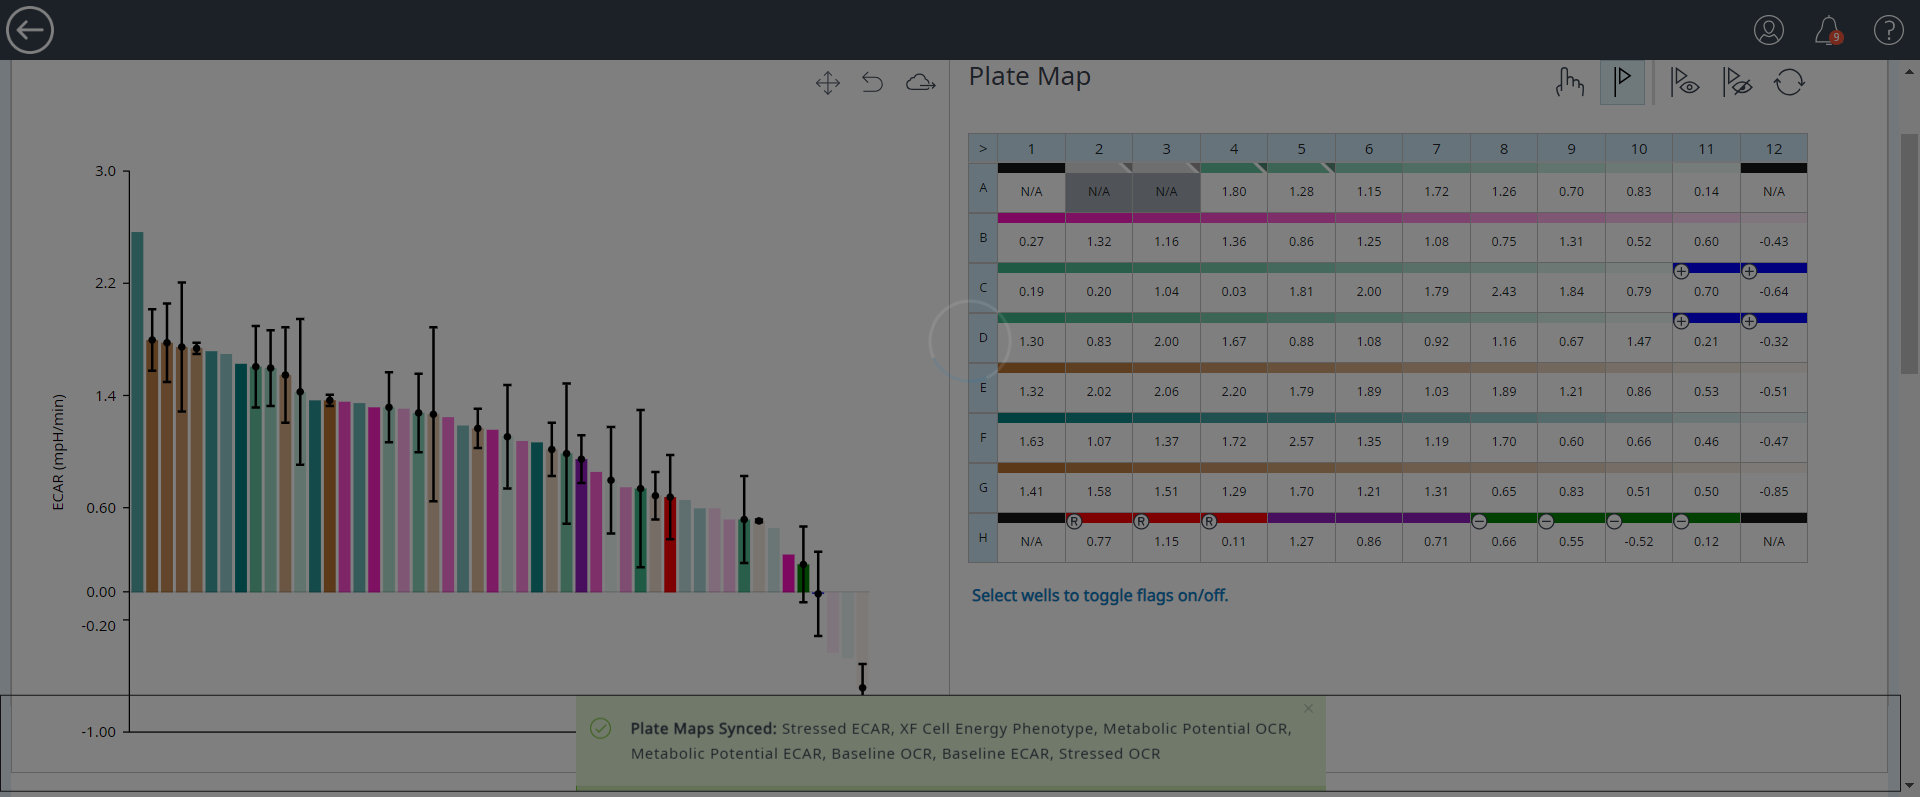 9
Plate Map
3.0
2.2
1.4
0.60
0.00
-0.20
-1.00
ECAR (mpH/min)
> 1 2 3 4 5 6 7 8 9 10 11 12
A N/A N/A N/A 1.80 1.28 1.15 1.72 1.26 0.70 0.83 0.14 N/A
B 0.27 1.32 1.16 1.36 0.86 1.25 1.08 0.75 1.31 0.52 0.60 -0.43
C 0.19 0.20 1.04 0.03 1.81 2.00 1.79 2.43 1.84 0.79 0.70 -0.64
D 1.30 0.83 2.00 1.67 0.88 1.08 0.92 1.16 0.67 1.47 0.21 -0.32
E 1.32 2.02 2.06 2.20 1.79 1.89 1.03 1.89 1.21 0.86 0.53 -0.51
F 1.63 1.07 1.37 1.72 2.57 1.35 1.19 1.70 0.60 0.66 0.46 -0.47
G 1.41 1.58 1.51 1.29 1.70 1.21 1.31 0.65 0.83 0.51 0.50 -0.85
R R R
H N/A 0.77 1.15 0.11 1.27 0.86 0.71 0.66 0.55 -0.52 0.12 N/A
Select wells to toggle flags on/off.
Plate Maps Synced: Stressed ECAR, XF Cell Energy Phenotype, Metabolic Potential OCR,
Metabolic Potential ECAR, Baseline OCR, Baseline ECAR, Stressed OCR